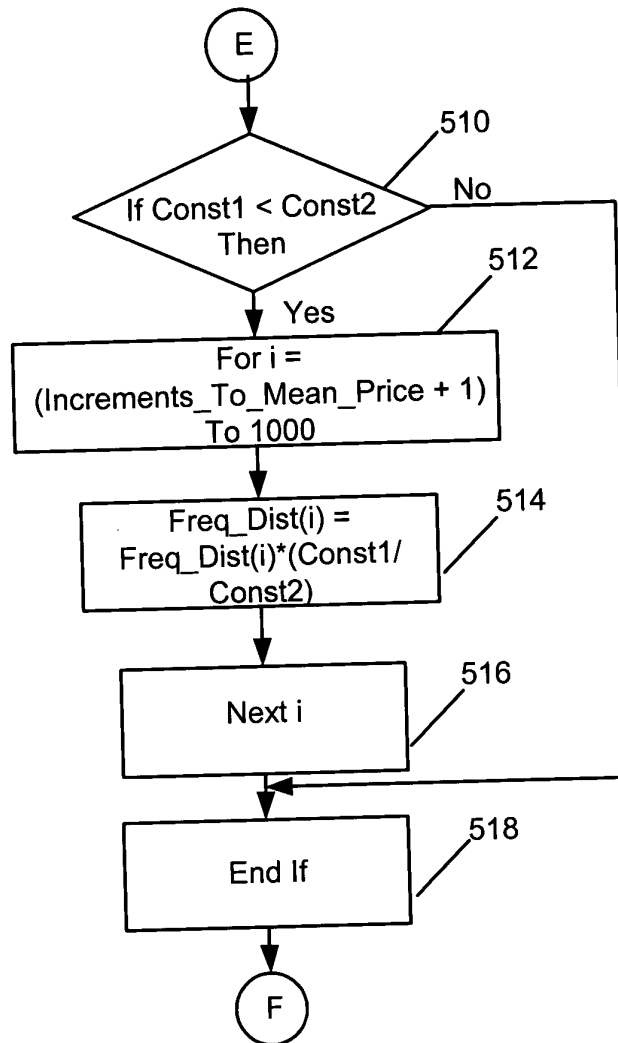 E
510
If Const1 < Const2
Then
No
512
Yes
For i =
(Increments_To_Mean_Price + 1)
To 1000
514
Freq_Dist(i) =
Freq_Dist(i)*(Const1/
Const2)
516
Next i
518
End If
F